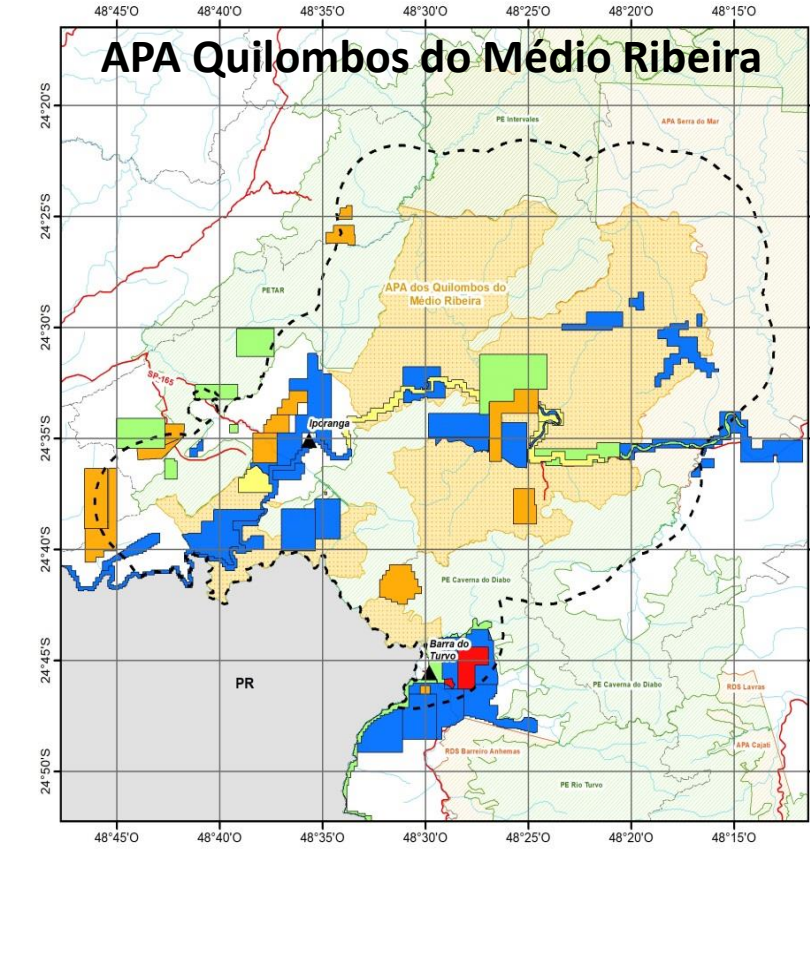 48°45'O 48°40'O 48°35'O 48°30'O 48°25'O 48°20'O 48°15'O
APA Quilombos do Médio Ribeira
24°20'S
PE Intervales
APA Serra do Mar
24°25'S
PETAR
APA dos Quilombos do
Médio Ribeira
24°30'S
SP-165
Iporanga
24°35'S
24°40'S
PE Caverna do Diabo
Barra do
Turvo
24°45'S
PR
PE Caverna do Diabo
RDS Lavras
RDS Barreiro Anhemas
APA Cajati
24°50'S
PE Rio Turvo
48°45'O 48°40'O 48°35'O 48°30'O 48°25'O 48°20'O 48°15'O